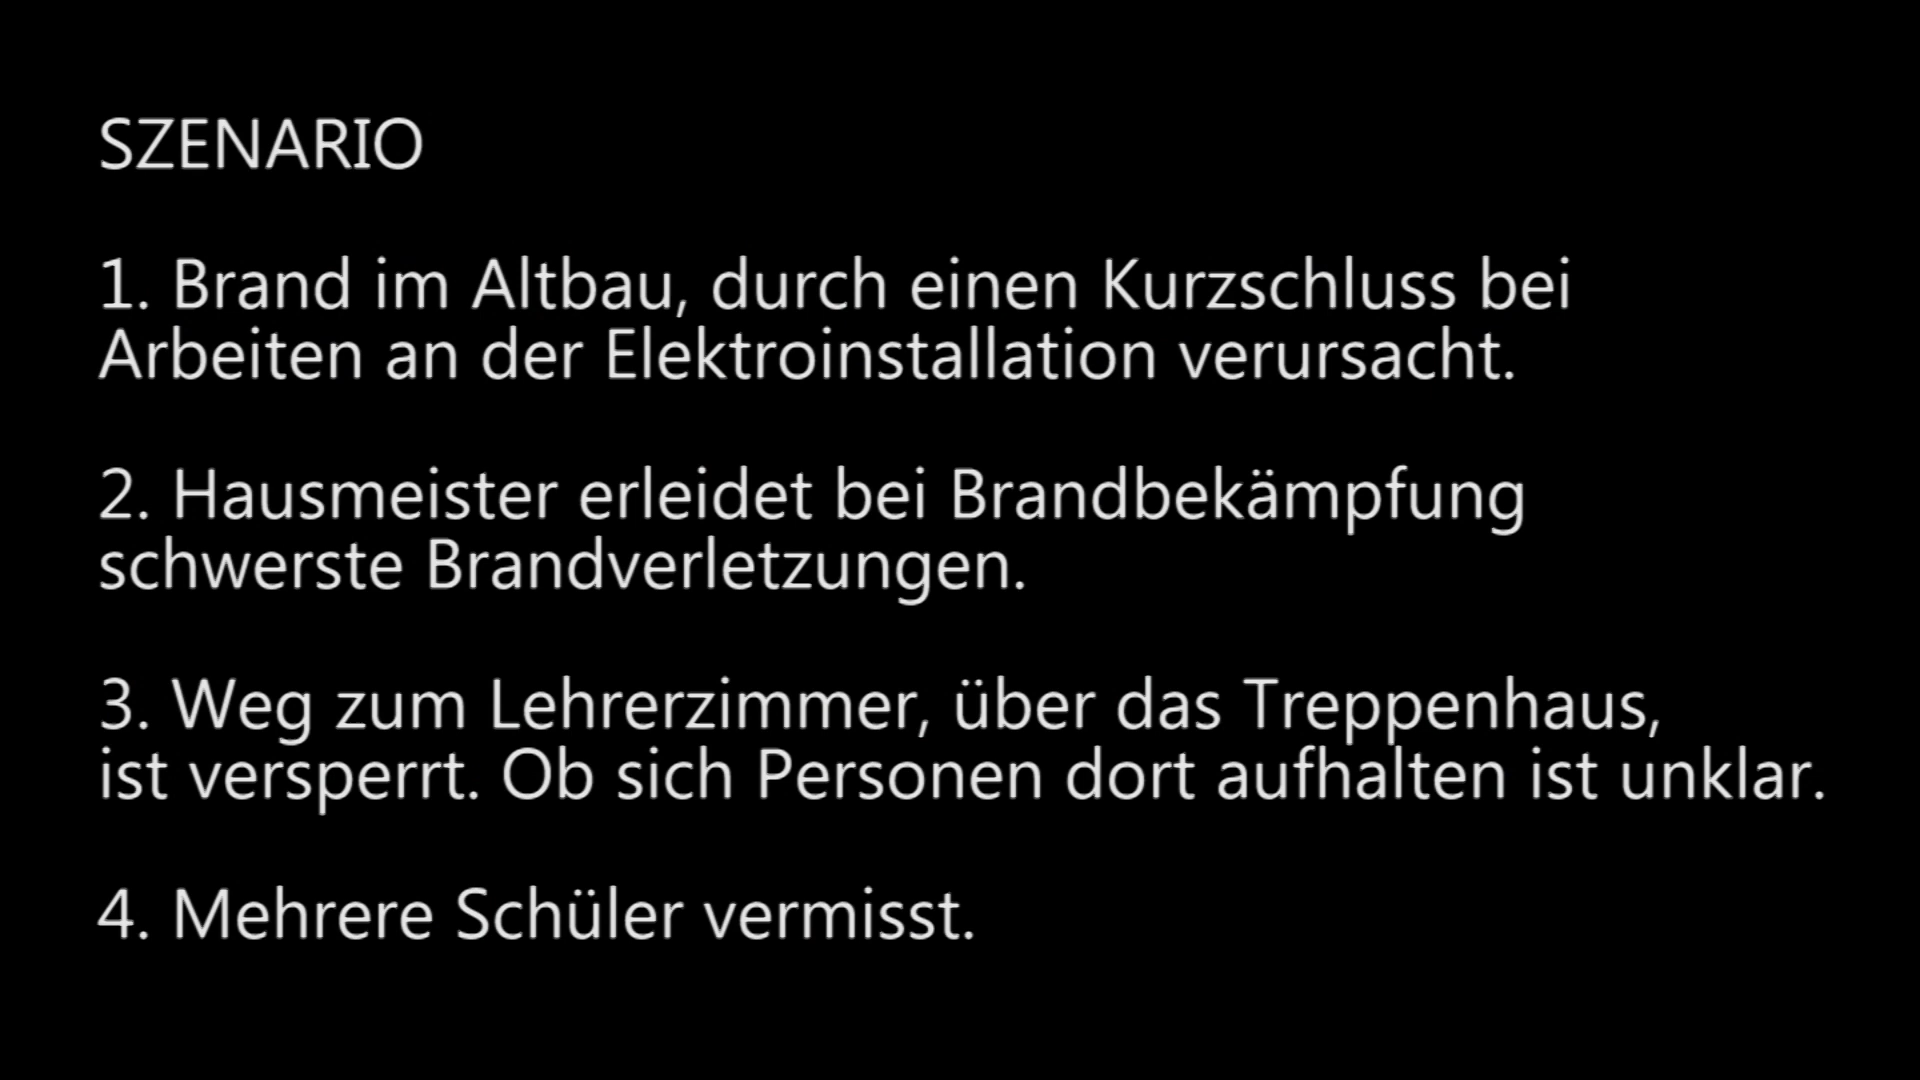 SZENARIO
1. Brand im Altbau, durch einen Kurzschluss bei
Arbeiten an der Elektroinstallation verursacht.
2. Hausmeister erleidet bei Brandbekämpfung
schwerste Brandverletzungen.
3. Weg zum Lehrerzimmer, über das Treppenhaus,
ist versperrt. Ob sich Personen dort aufhalten ist unklar.
4. Mehrere Schüler vermisst.